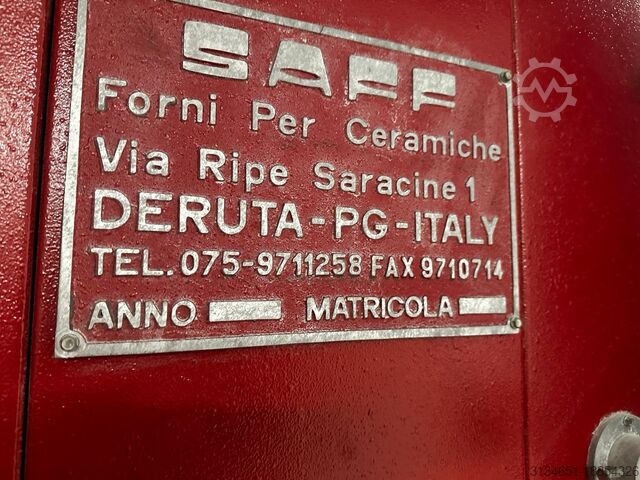 SAFF
Forni Per Ceramiche
Via Ripe Saracine 1
DERUTA-PG-ITALY
TEL. 075-9711258 FAX 9710714
ANNO MATRICOLA